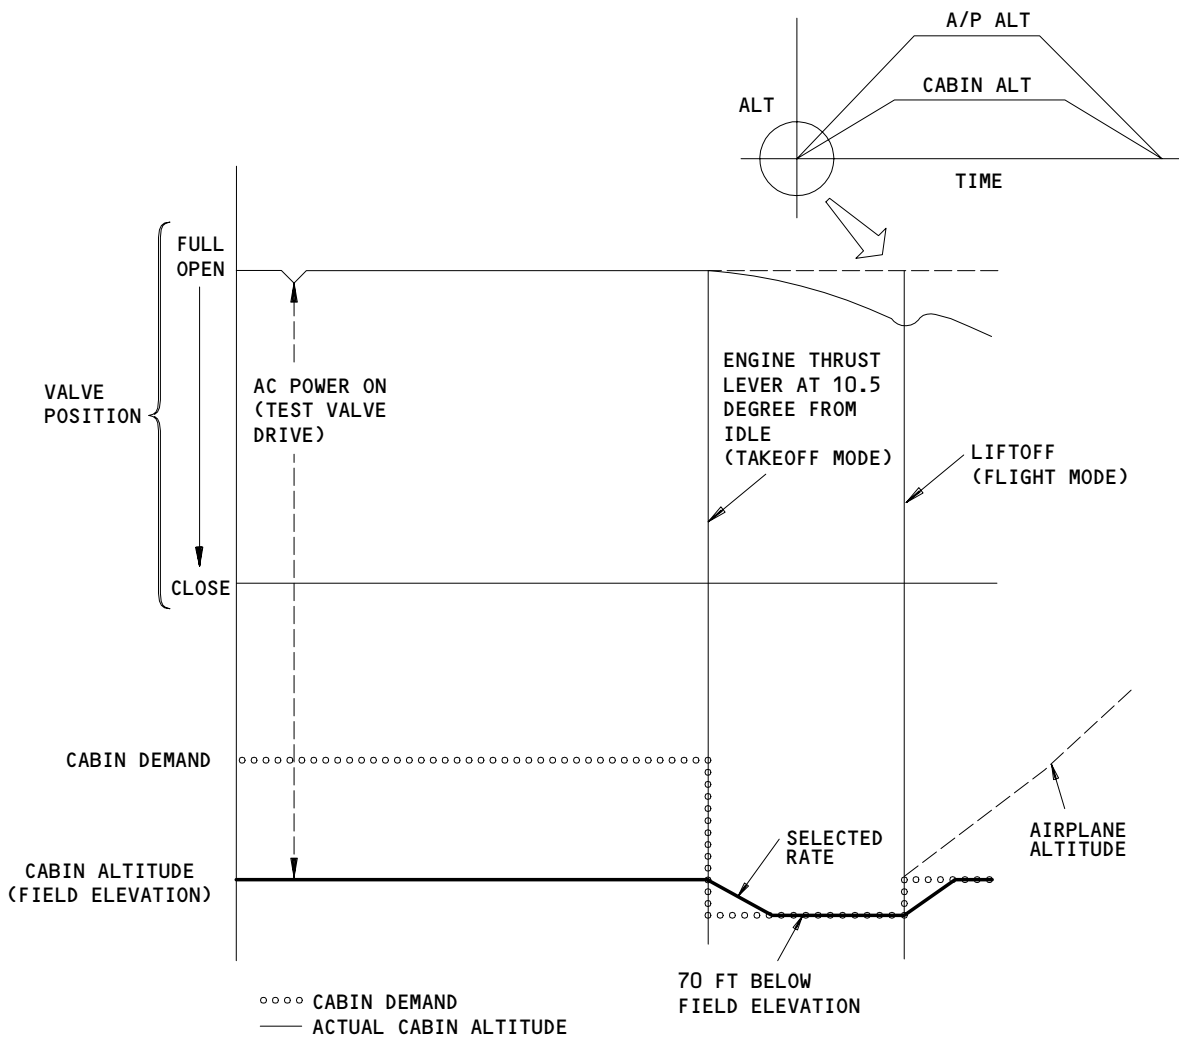 A/P ALT
CABIN ALT
ALT
TIME
FULL
OPEN
VALVE
POSITION
AC POWER ON
(TEST VALVE
DRIVE)
ENGINE THRUST
LEVER AT 10.5
DEGREE FROM
IDLE
(TAKEOFF MODE)
LIFTOFF
(FLIGHT MODE)
CLOSE
CABIN DEMAND
SELECTED
RATE
AIRPLANE
ALTITUDE
CABIN ALTITUDE
(FIELD ELEVATION)
70 FT BELOW
FIELD ELEVATION
CABIN DEMAND
ACTUAL CABIN ALTITUDE